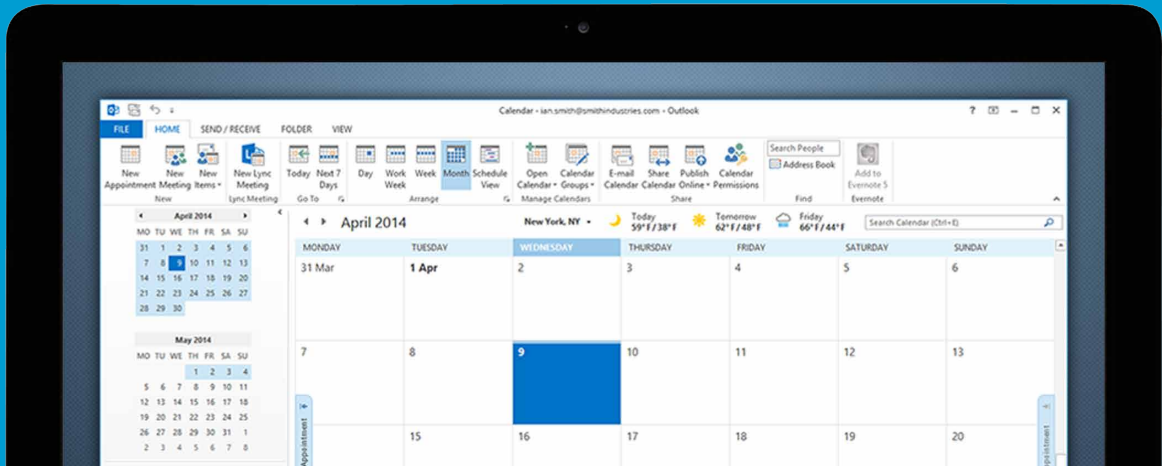 Calendar - ian.smith@smithindustries.com - Outlook
FILE HOME SEND / RECEIVE FOLDER VIEW
New Appointment
New Meeting
New Items
New Lync Meeting
Today
Next 7 Days
Day
Work Week
Week
Month
Schedule View
Open Calendar
Calendar Groups
E-mail Calendar
Share Calendar
Publish Online
Calendar Permissions
Search People
Address Book
Add to Evernote 5
New
Lync Meeting
Go To
Arrange
Manage Calendars
Share
Find
Evernote
April 2014
MO TU WE TH FR SA SU
31 1 2 3 4 5 6
7 8 9 10 11 12 13
14 15 16 17 18 19 20
21 22 23 24 25 26 27
28 29 30
May 2014
MO TU WE TH FR SA SU
1 2 3 4
5 6 7 8 9 10 11
12 13 14 15 16 17 18
19 20 21 22 23 24 25
26 27 28 29 30 31 1
2 3 4 5 6 7 8
April 2014
New York, NY
Today
59°F/38°F
Tomorrow
62°F/48°F
Friday
66°F/44°F
Search Calendar (Ctrl+E)
MONDAY TUESDAY WEDNESDAY THURSDAY FRIDAY SATURDAY SUNDAY
31 Mar 1 Apr 2 3 4 5 6
7 8 9 10 11 12 13
15 16 17 18 19 20
Appointment